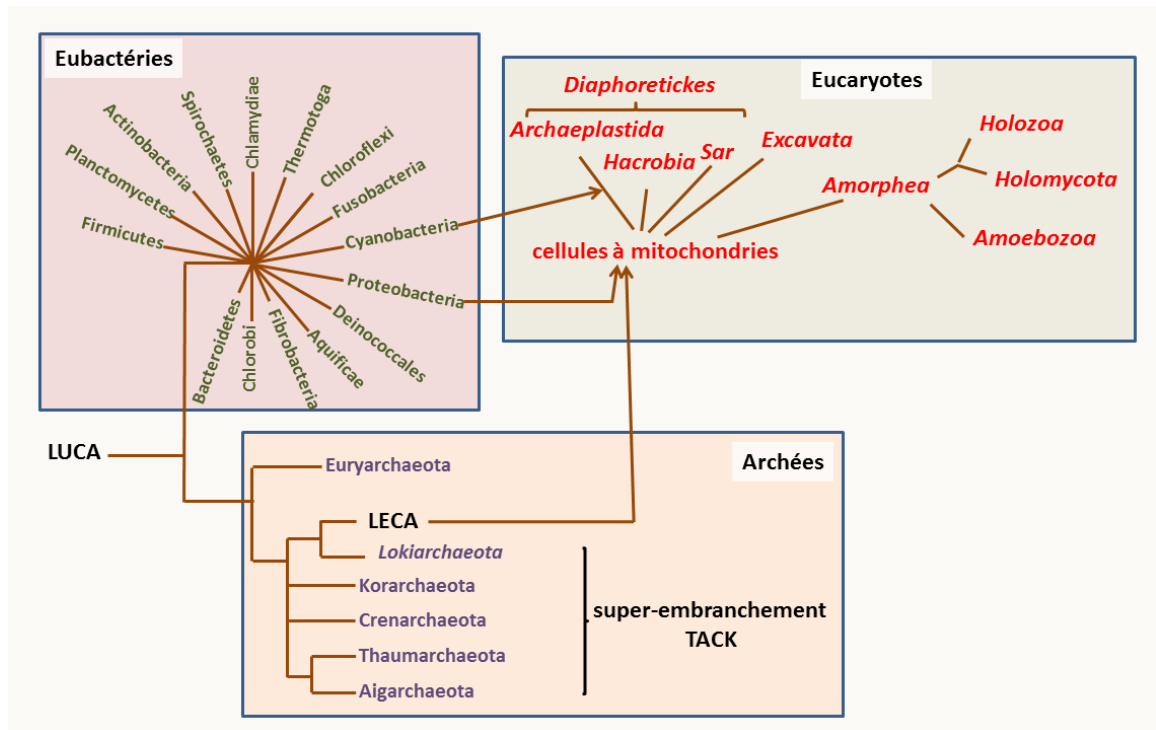 Eubactéries
Eucaryotes
Spirochaetes
Chlamydiae
Thermotoga
Actinobacteria
Chloroflexi
Planctomycetes
Fusobacteria
Firmicutes
Cyanobacteria
Proteobacteria
Deinococcales
Aquificae
Fibrobacteria
Chlorobi
Bacteroidetes
Diaphoretickes
Archaeplastida
Hacrobia
Sar
Excavata
Amorphea
Holozoa
Holomycota
Amoebozoa
cellules à mitochondries
LUCA
Archées
Euryarchaeota
LECA
Lokiarchaeota
Korarchaeota
Crenarchaeota
Thaumarchaeota
Aigarchaeota
super-embranchement
TACK